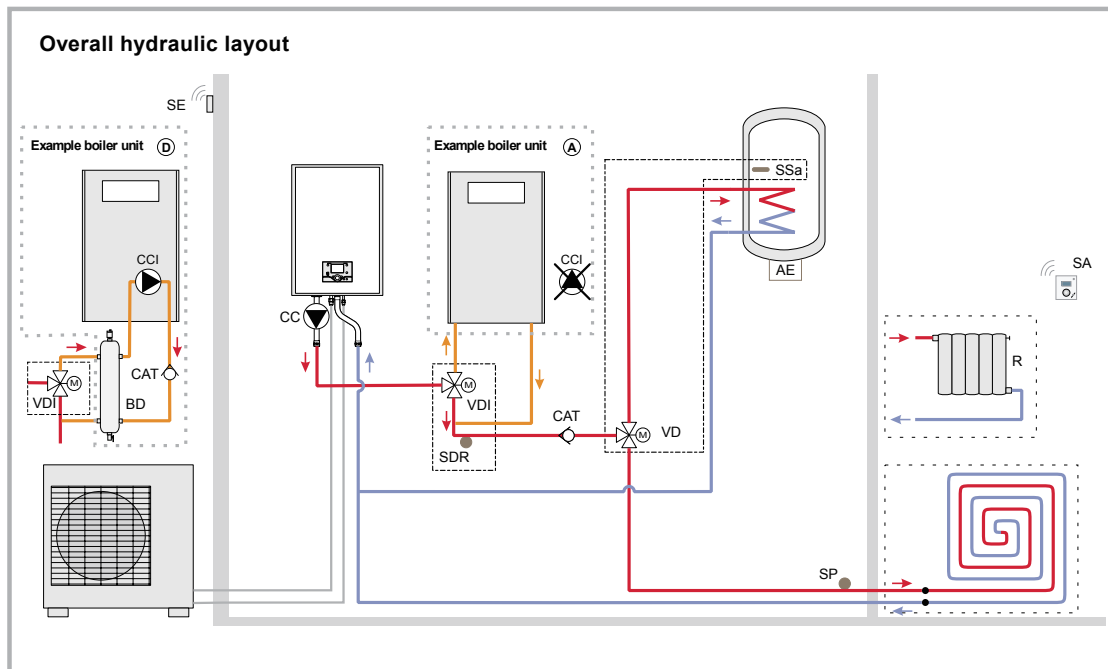 Overall hydraulic layout
SE
Example boiler unit D
CCI
CAT
VDI
M
BD
CC
Example boiler unit A
CCI
M
VDI
SDR
CAT
M
VD
SSa
AE
SA
R
SP